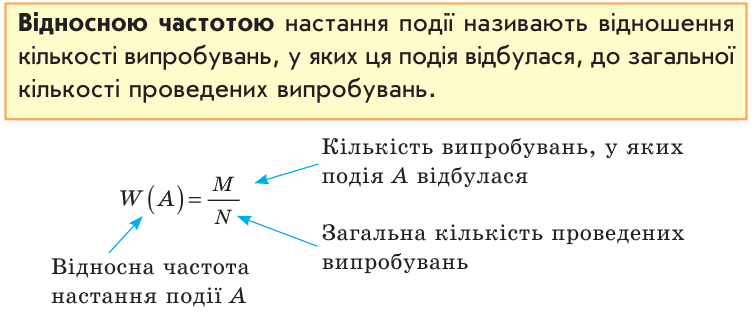 Відносною частотою настання події називають відношення
кількості випробувань, у яких ця подія відбулася, до загальної
кількості проведених випробувань.
Кількість випробувань, у яких
подія A відбулася
W(A)=M/N
Загальна кількість проведених
випробувань
Відносна частота
настання події A